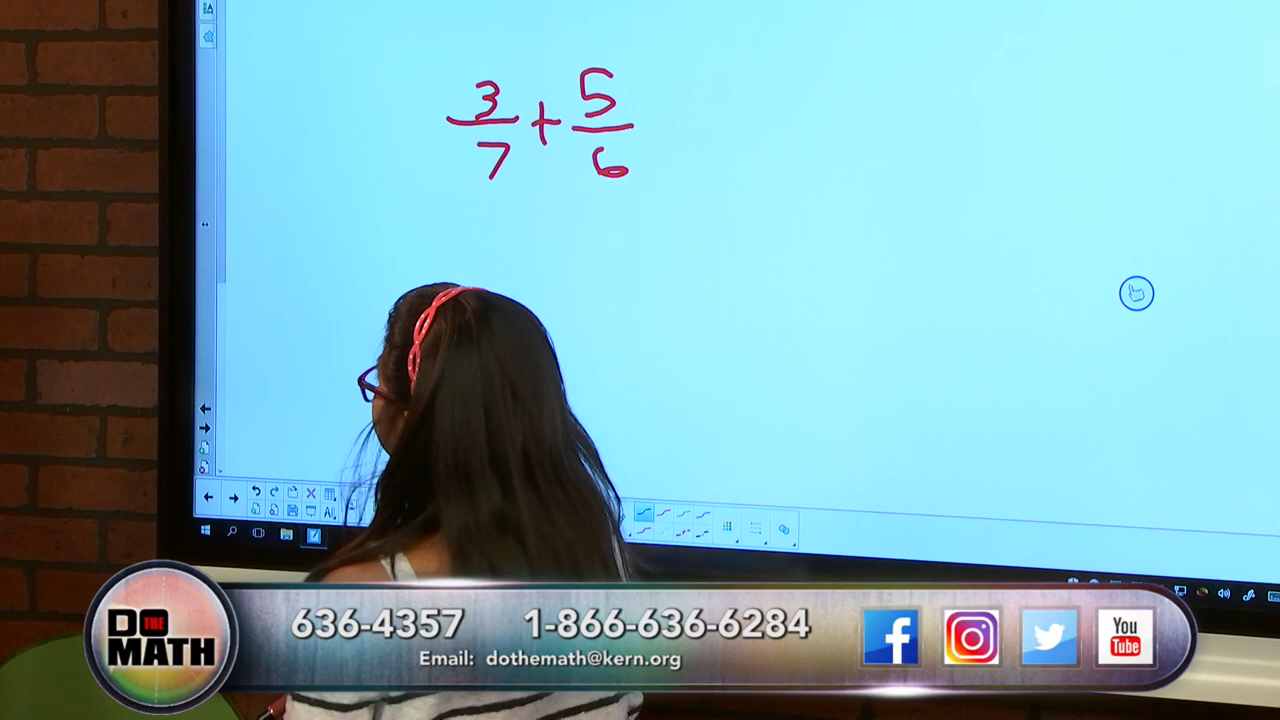 3/7 + 5/6
636-4357 1-866-636-6284
DO THE MATH
Email: dothemath@kern.org
You Tube